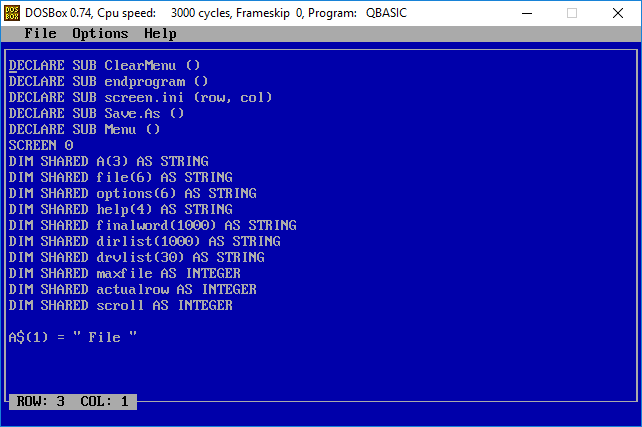 DOS BOX DOSBox 0.74, Cpu speed: 3000 cycles, Frameskip 0, Program: QBASIC
File Options Help
DECLARE SUB ClearMenu ()
DECLARE SUB endprogram ()
DECLARE SUB screen.ini (row, col)
DECLARE SUB Save.As ()
DECLARE SUB Menu ()
SCREEN 0
DIM SHARED A(3) AS STRING
DIM SHARED file(6) AS STRING
DIM SHARED options(6) AS STRING
DIM SHARED help(4) AS STRING
DIM SHARED finalword(1000) AS STRING
DIM SHARED dirlist(1000) AS STRING
DIM SHARED drvlist(30) AS STRING
DIM SHARED maxfile AS INTEGER
DIM SHARED actualrow AS INTEGER
DIM SHARED scroll AS INTEGER
A$(1) = " File "
ROW: 3 COL: 1